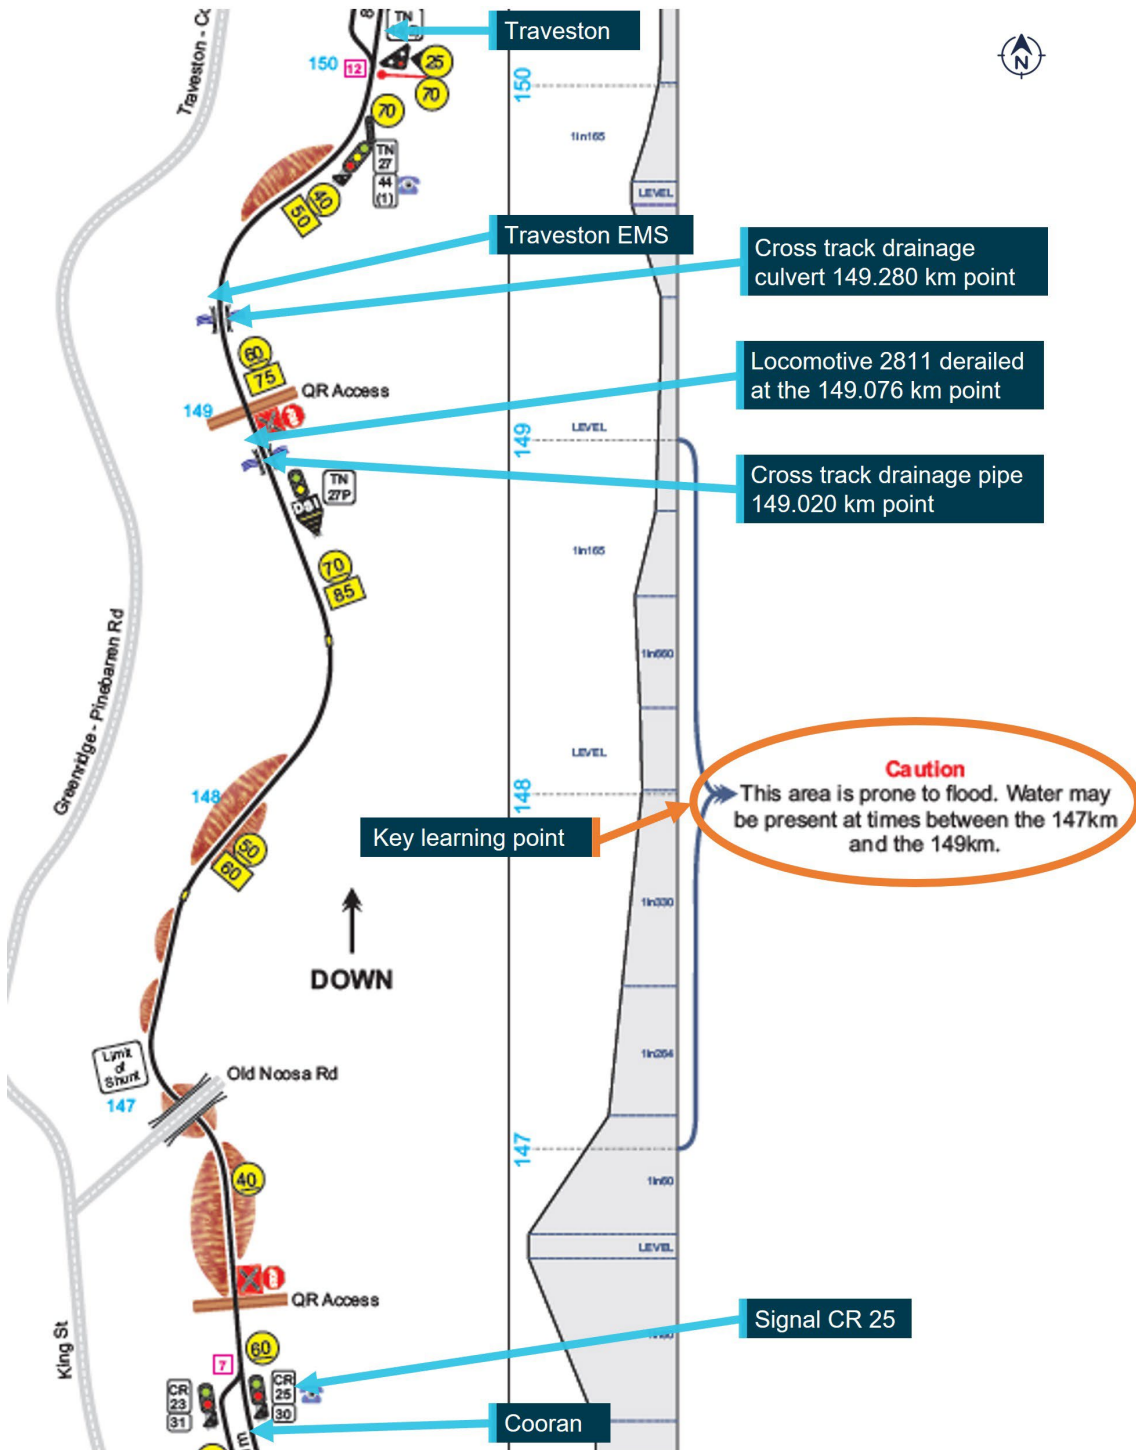 Traveston - Co
8
TN
Traveston
N
150
12
25
70
150
70
1in165
TN
27
44
(1)
40
50
LEVEL
Traveston EMS
Cross track drainage
culvert 149.280 km point
60
75
QR Access
149
Locomotive 2811 derailed
at the 149.076 km point
LEVEL
149
TN
27P
Cross track drainage pipe
149.020 km point
1in165
70
85
Greenridge - Pinebarren Rd
1in660
LEVEL
148
148
Caution
This area is prone to flood. Water may
be present at times between the 147km
and the 149km.
Key learning point
50
60
1in330
DOWN
Limit
of
Shunt
Old Noosa Rd
1in264
147
147
40
1in60
LEVEL
QR Access
King St
Signal CR 25
60
7
CR
23
31
CR
25
30
Cooran